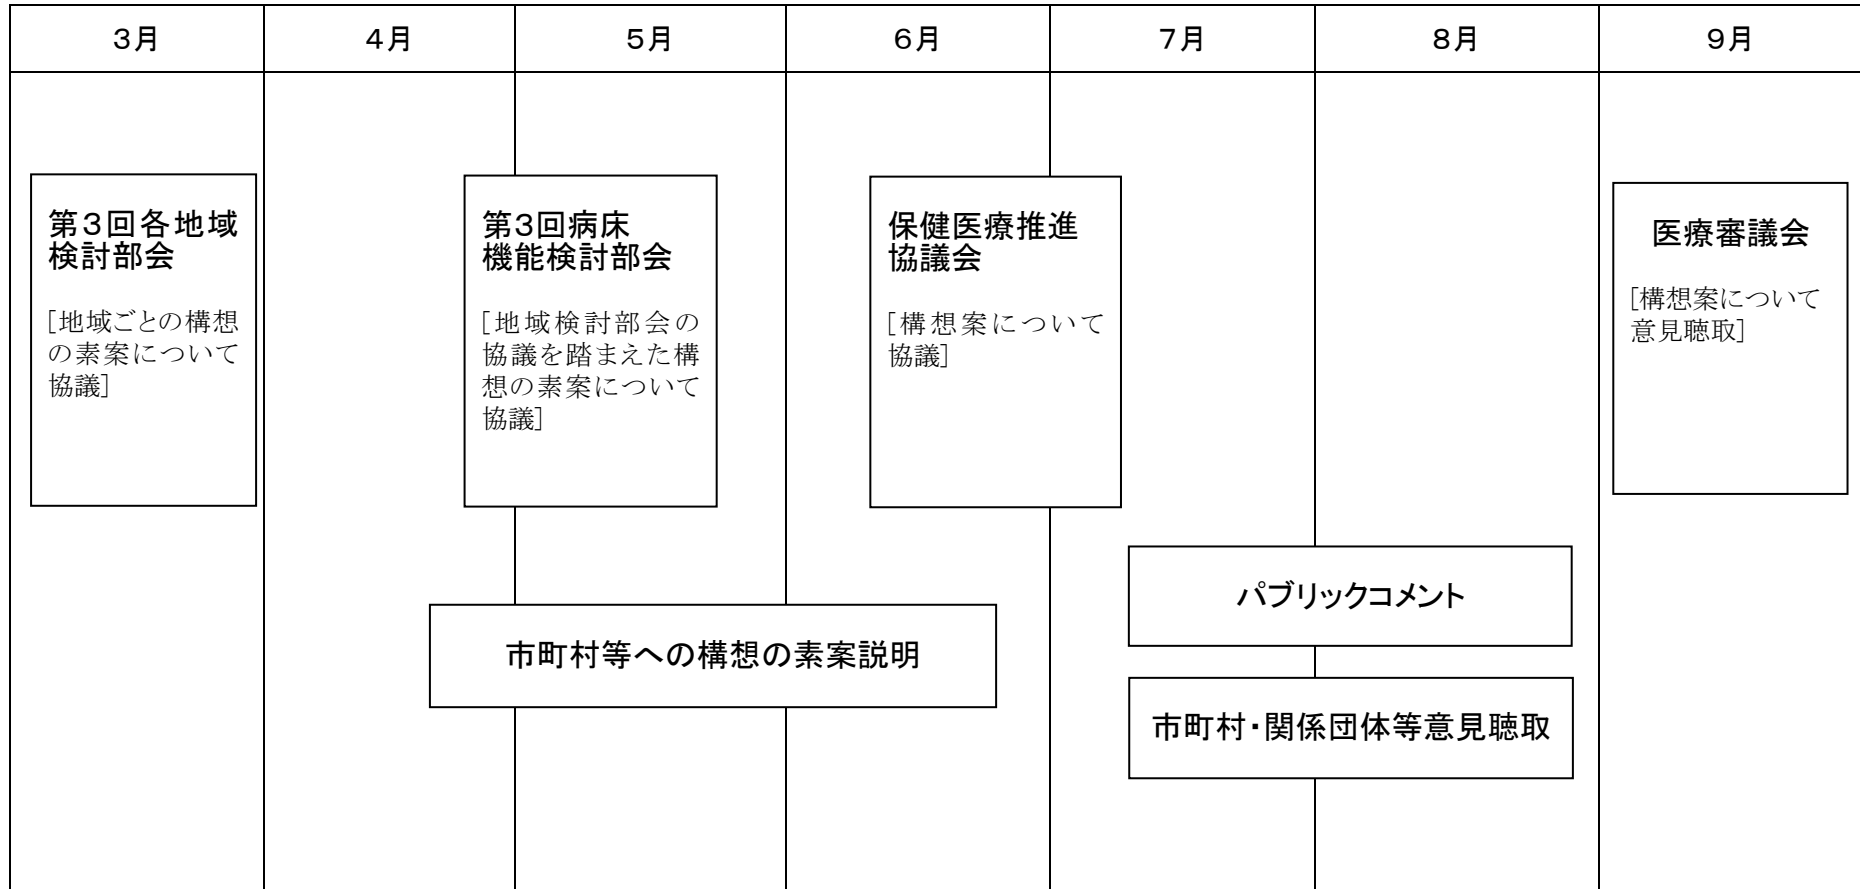 3月
4月
5月
6月
7月
8月
9月
第3回各地域
検討部会
[地域ごとの構想
の素案について
協議]
第3回病床
機能検討部会
[地域検討部会の
協議を踏まえた構
想の素案について
協議]
保健医療推進
協議会
[構想案について
協議]
医療審議会
[構想案について
意見聴取]
パブリックコメント
市町村等への構想の素案説明
市町村・関係団体等意見聴取